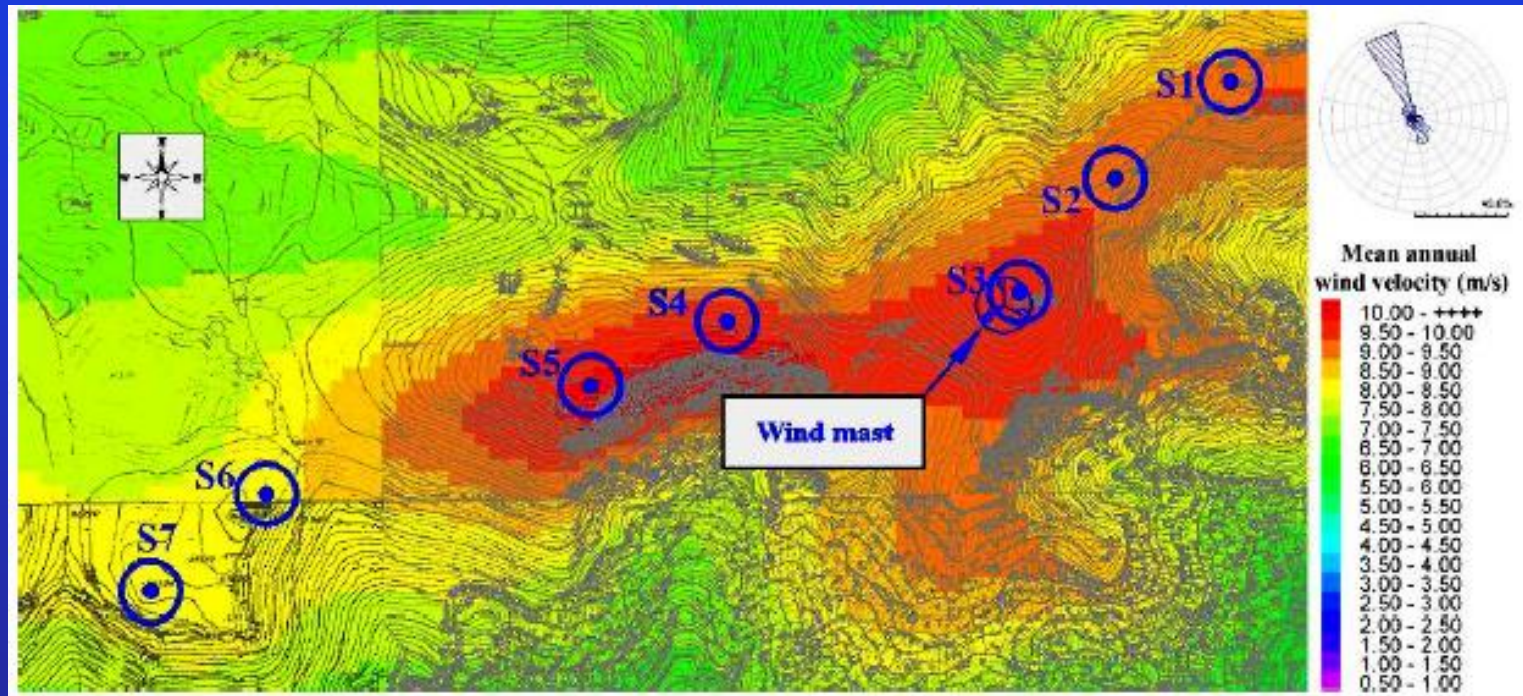 S1
S2
S3
S4
S5
S6
S7
Wind mast
Mean annual
wind velocity (m/s)
10.00 - ++++
9.50 - 10.00
9.00 - 9.50
8.50 - 9.00
8.00 - 8.50
7.50 - 8.00
7.00 - 7.50
6.50 - 7.00
6.00 - 6.50
5.50 - 6.00
5.00 - 5.50
4.50 - 5.00
4.00 - 4.50
3.50 - 4.00
3.00 - 3.50
2.50 - 3.00
2.00 - 2.50
1.50 - 2.00
1.00 - 1.50
0.50 - 1.00